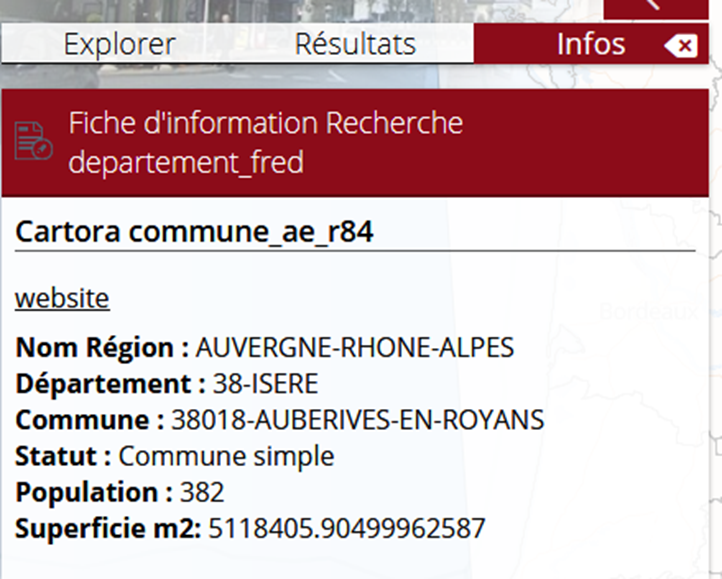 Explorer Résultats Infos
Fiche d'information Recherche
departement_fred
Cartora commune_ae_r84
website
Bordeaux
Nom Région : AUVERGNE-RHONE-ALPES
Département : 38-ISERE
Commune : 38018-AUBERIVES-EN-ROYANS
Statut : Commune simple
Population : 382
Superficie m2: 5118405.90499962587